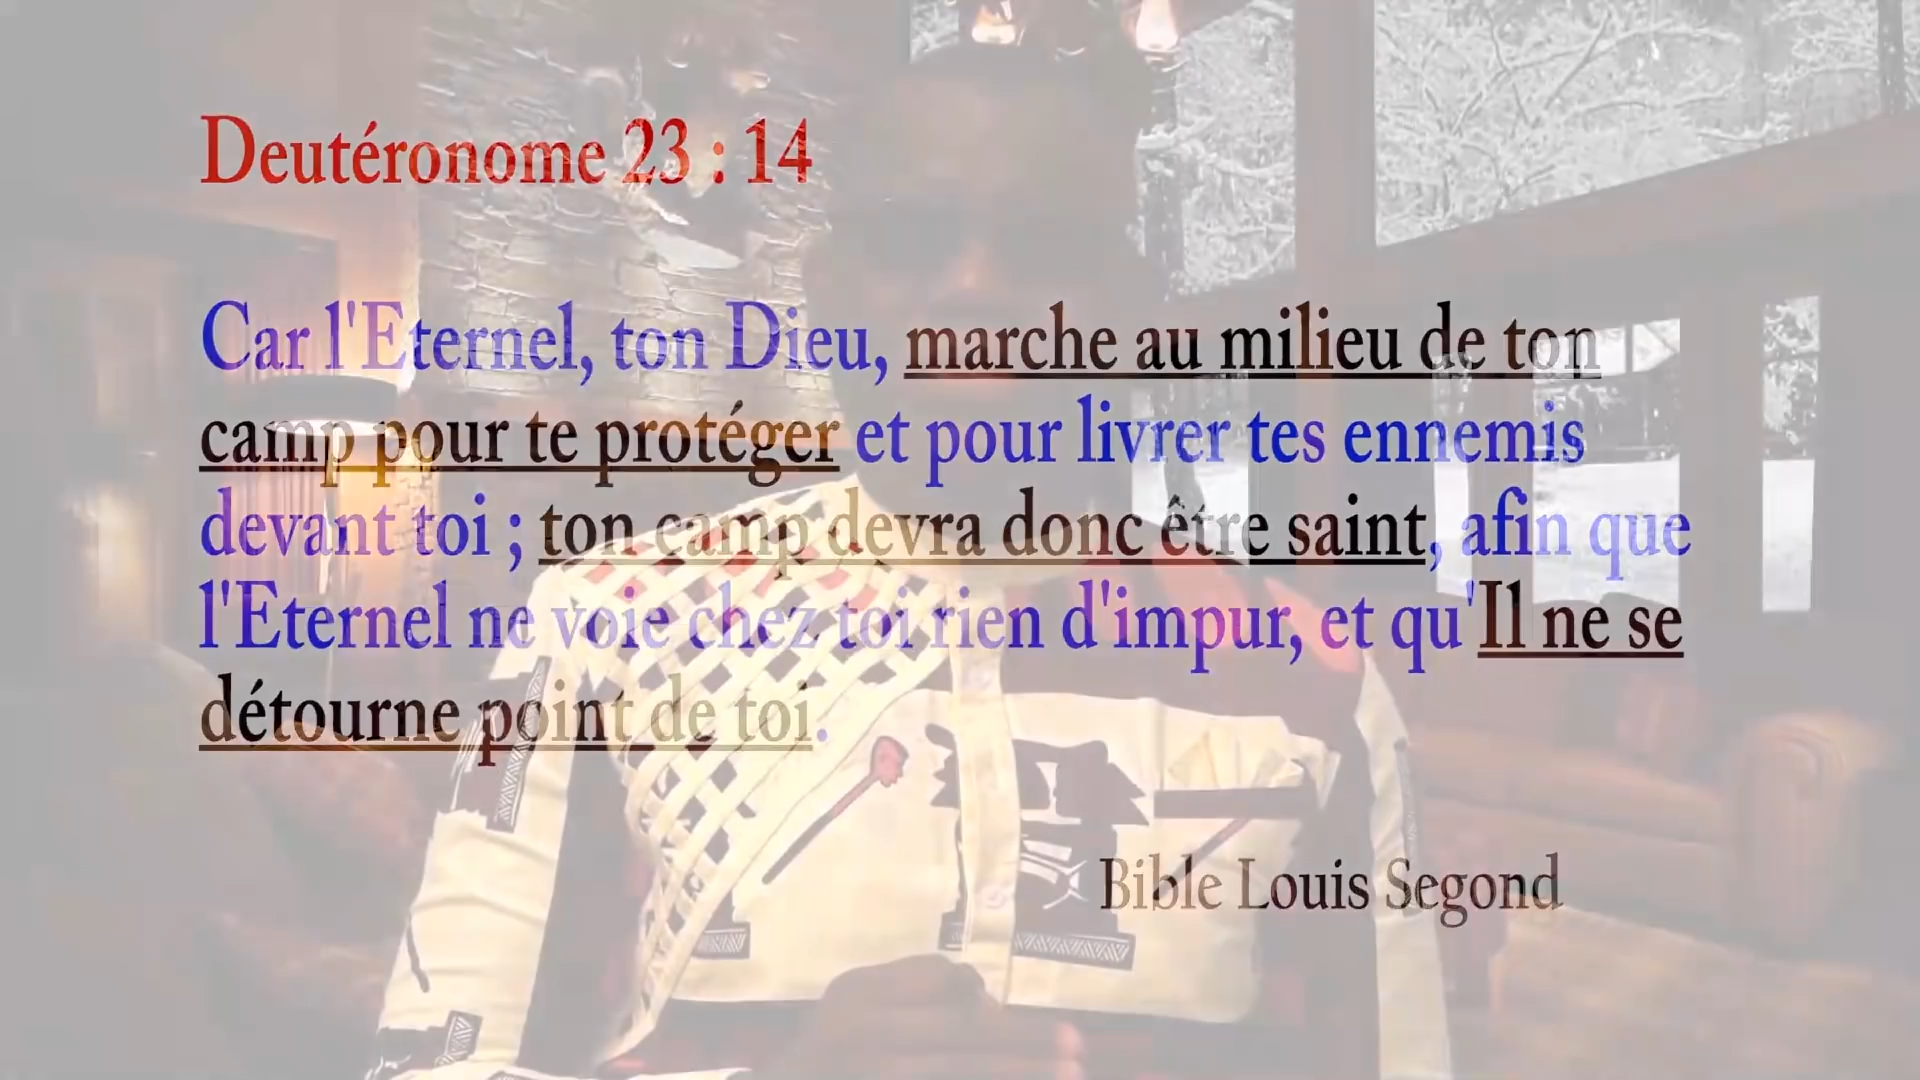 Deutéronome 23 : 14
Car l'Eternel, ton Dieu, marche au milieu de ton
camp pour te protéger et pour livrer tes ennemis
devant toi ; ton camp devra donc être saint, afin que
l'Eternel ne voie chez toi rien d'impur, et qu'Il ne se
détourne point de toi.
Bible Louis Segond